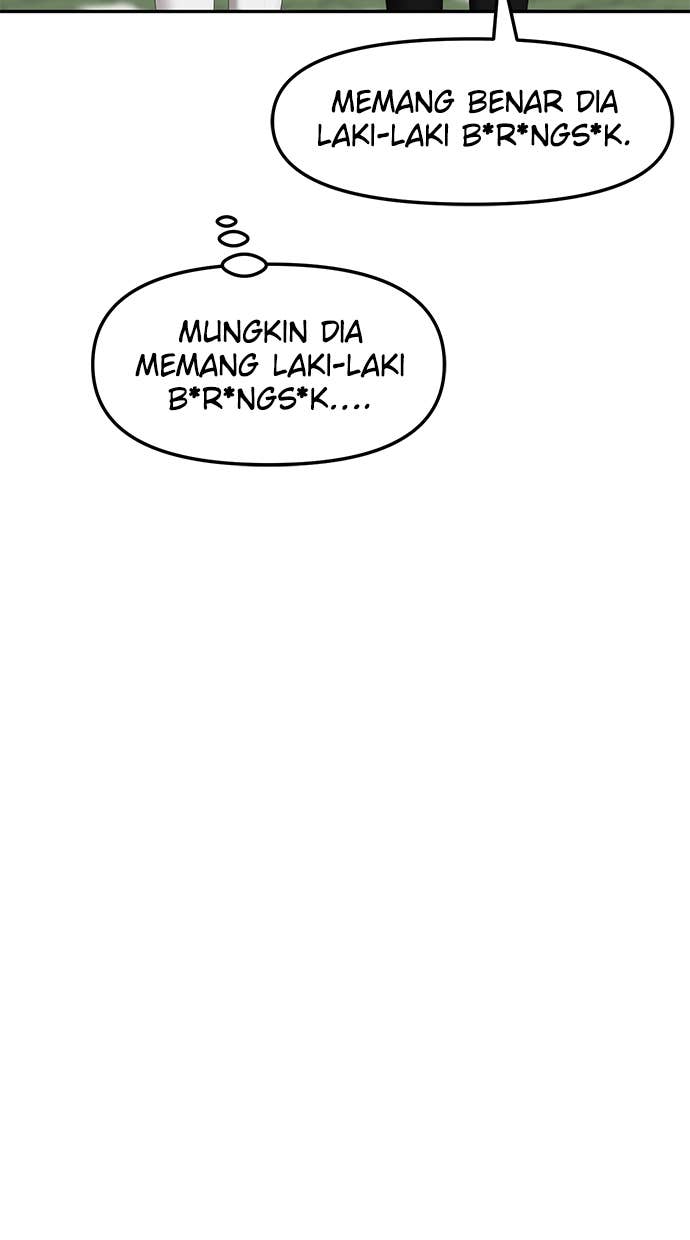 MEMANG BENAR DIA
LAKI-LAKI B*R*NGS*K.
MUNGKIN DIA
MEMANG LAKI-LAKI
B*R*NGS*K....